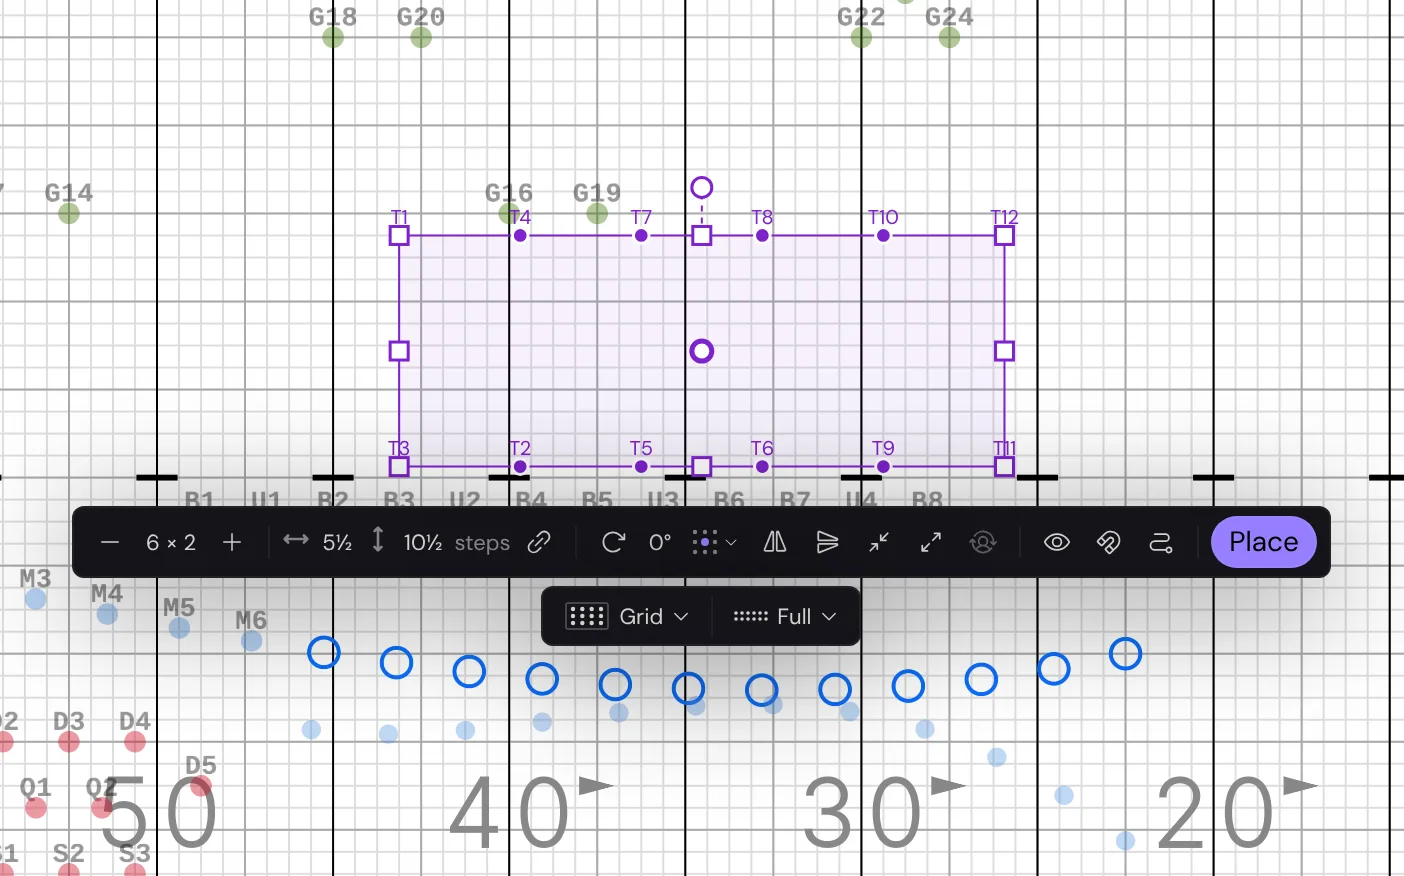 G18 G20 G22 G24
G14 G16 G19
T1 T4 T7 T8 T10 T12
T3 T2 T5 T6 T9 T11
B1 U1 B2 B3 U2 B4 B5 U3 B6 B7 U4 B8
6 × 2 5½ 10½ steps 0° Place
M3 M4 M5 M6
Grid Full
D3 D4
D5
Q1 Q2
50 40 30 20
S2 S3